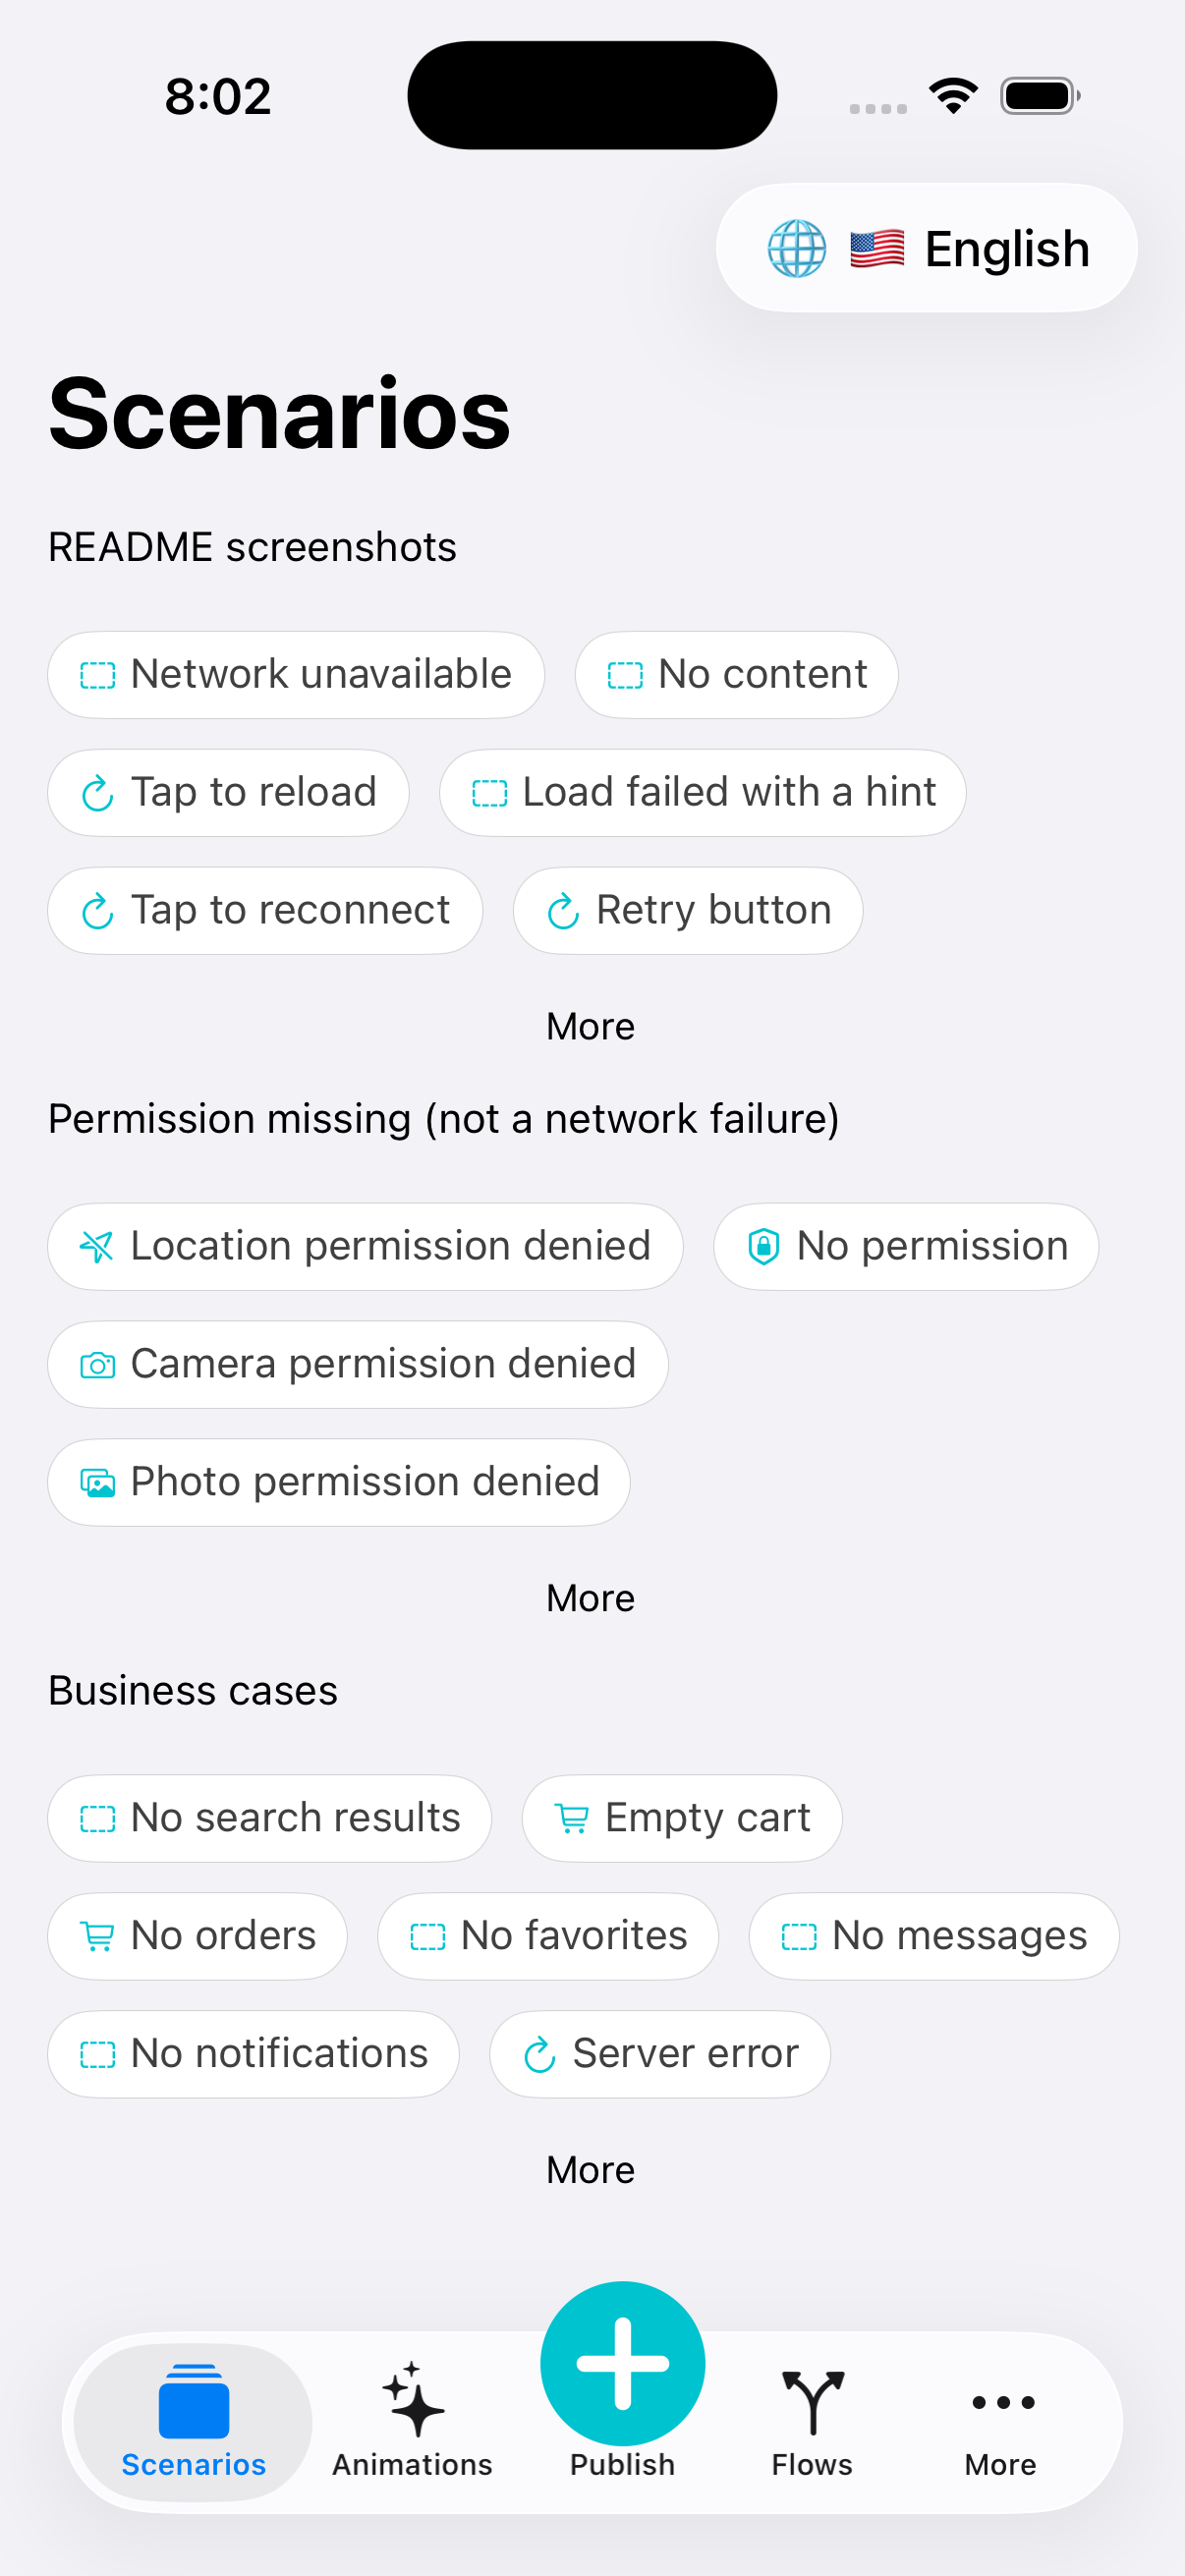 8:02
English
Scenarios
README screenshots
Network unavailable
No content
Tap to reload
Load failed with a hint
Tap to reconnect
Retry button
More
Permission missing (not a network failure)
Location permission denied
No permission
Camera permission denied
Photo permission denied
More
Business cases
No search results
Empty cart
No orders
No favorites
No messages
No notifications
Server error
More
Scenarios
Animations
Publish
Flows
More